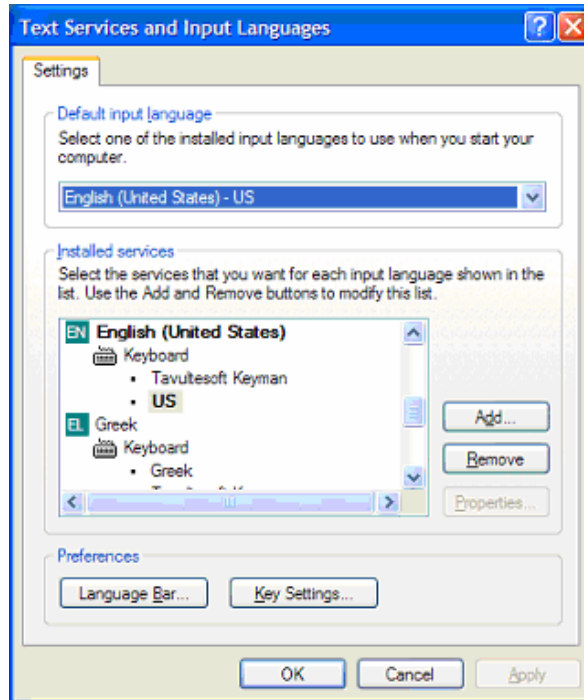 Text Services and Input Languages
Settings
Default input language
Select one of the installed input languages to use when you start your
computer.
English (United States) - US
Installed services
Select the services that you want for each input language shown in the
list. Use the Add and Remove buttons to modify this list.
EN English (United States)
Keyboard
• Tavultesoft Keyman
• US
EL Greek
Keyboard
• Greek
Add...
Remove
Properties...
Preferences
Language Bar...
Key Settings...
OK
Cancel
Apply